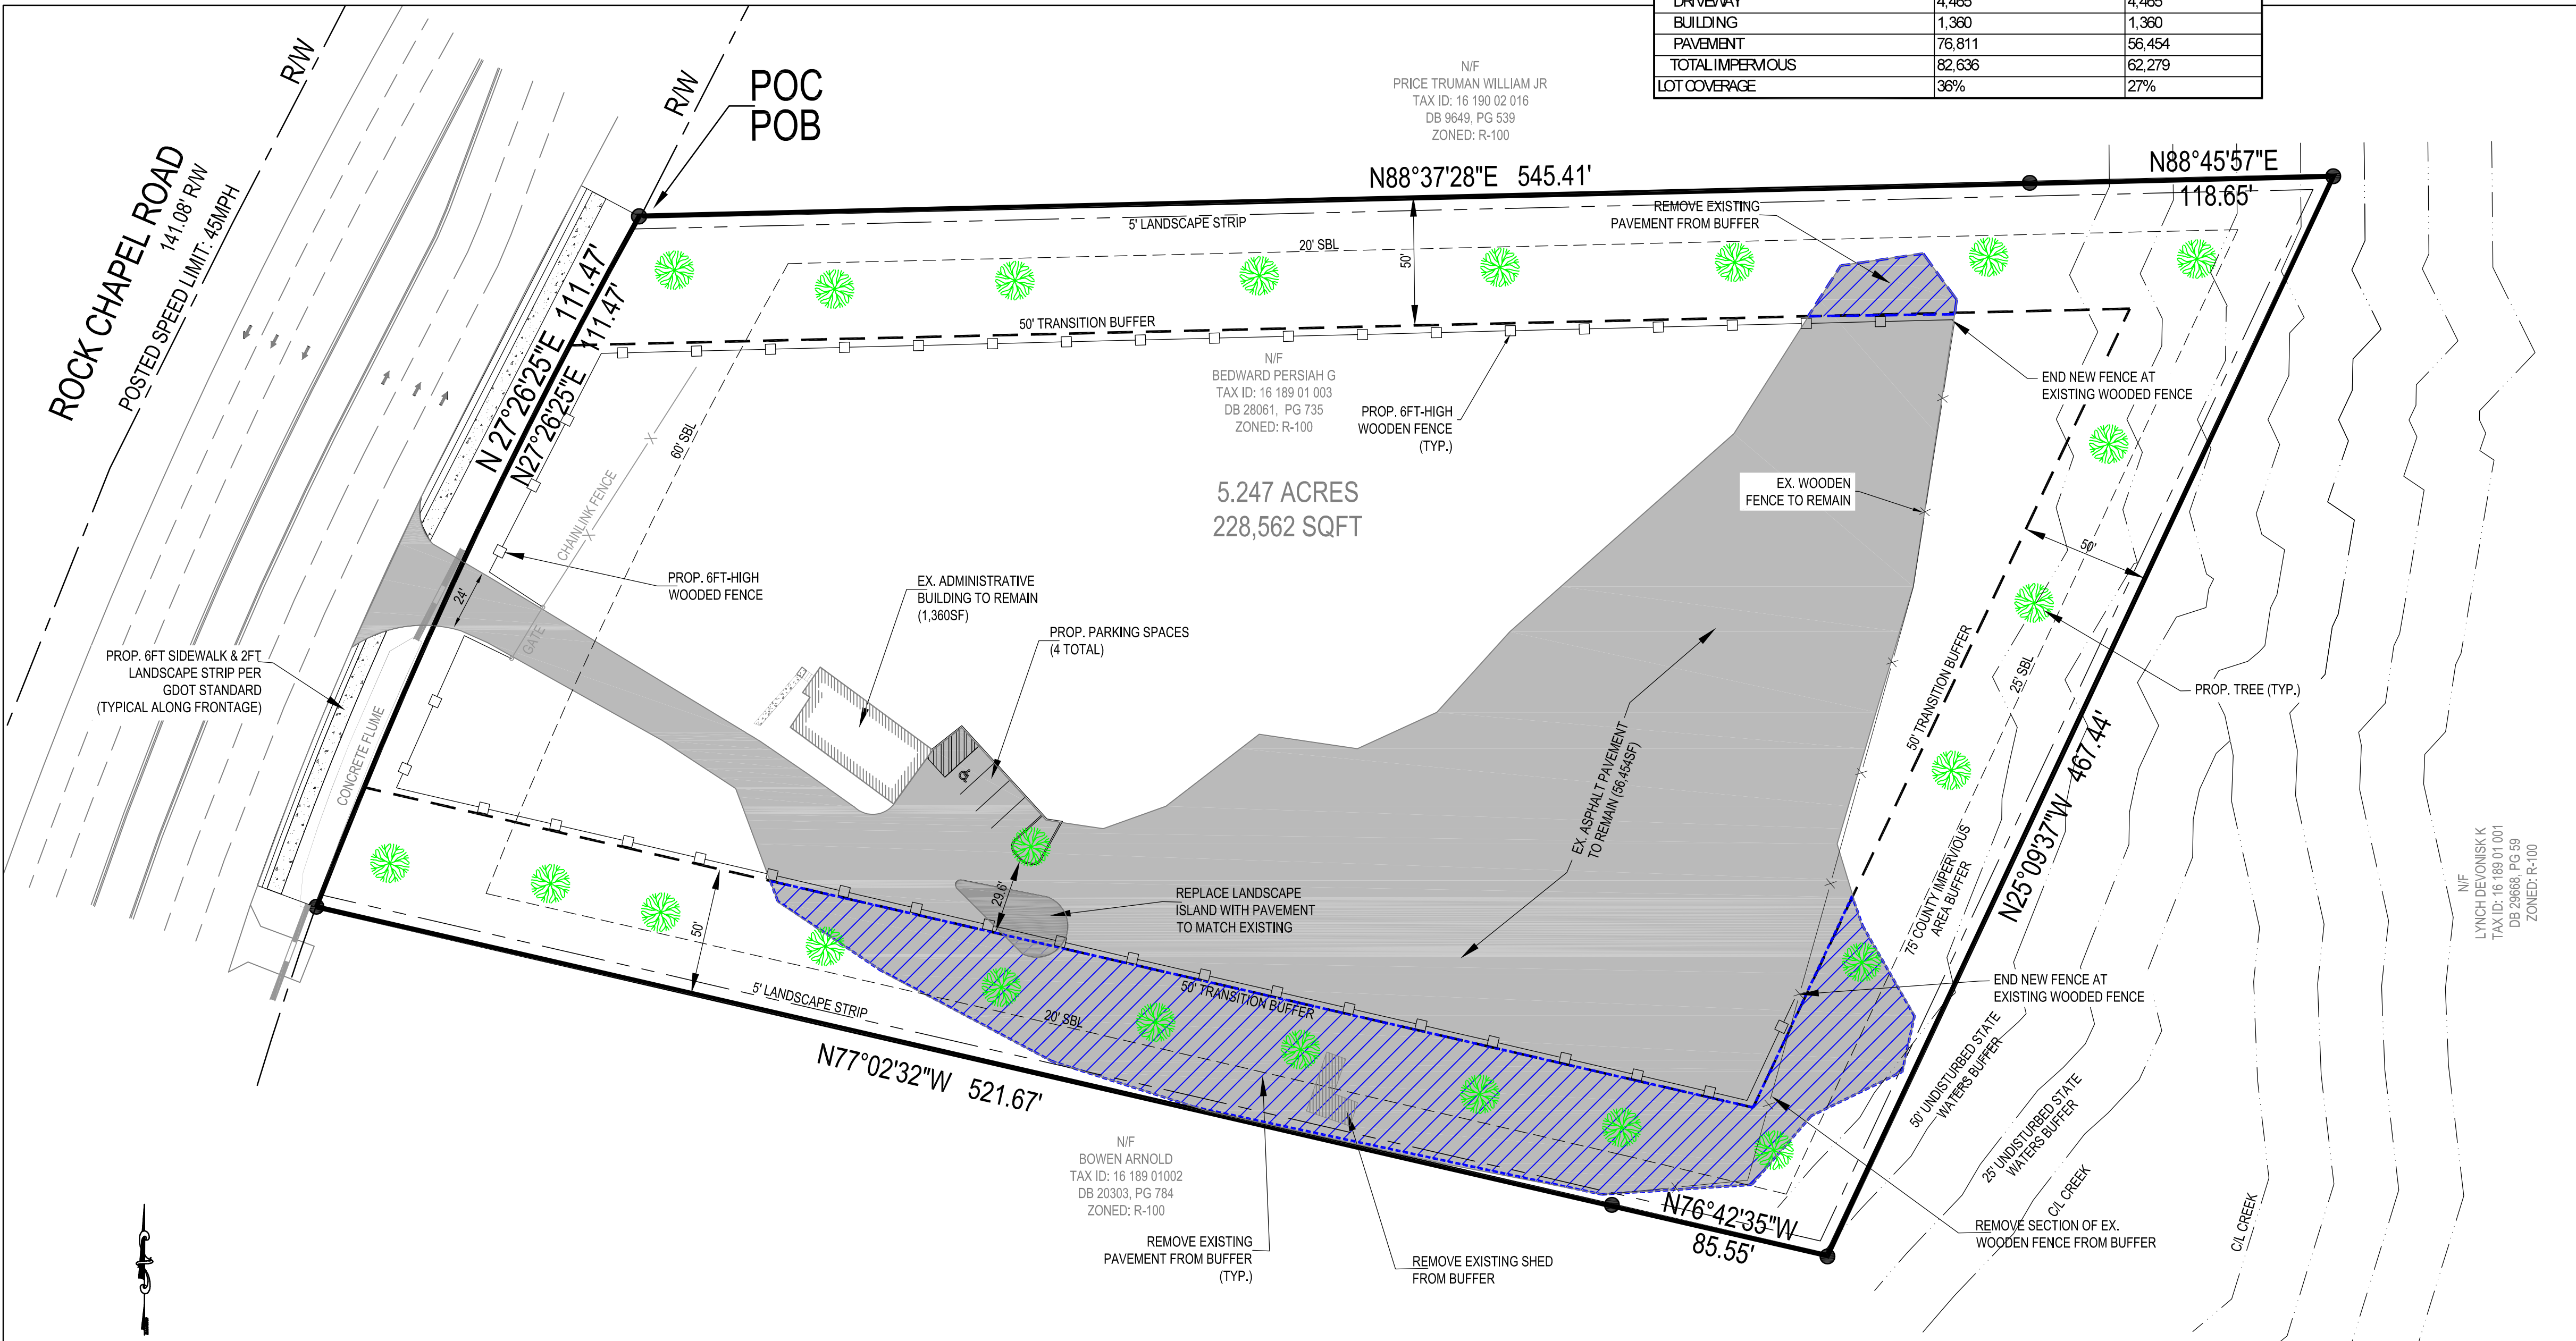 DRIVEWAY 4,465 4,465
BUILDING 1,360 1,360
PAVEMENT 76,811 56,454
TOTAL IMPERVIOUS 82,636 62,279
LOT COVERAGE 36% 27%
R/W
R/W
POC
POB
ROCK CHAPEL ROAD
141.08' R/W
POSTED SPEED LIMIT: 45MPH
N/F
PRICE TRUMAN WILLIAM JR
TAX ID: 16 190 02 016
DB 9649, PG 539
ZONED: R-100
N88°37'28"E 545.41'
N88°45'57"E
118.65'
5' LANDSCAPE STRIP
20' SBL
50'
REMOVE EXISTING
PAVEMENT FROM BUFFER
50' TRANSITION BUFFER
N 27°26'25"E 111.47'
N27°26'25"E 111.47'
60' SBL
CHAINLINK FENCE
N/F
BEDWARD PERSIAH G
TAX ID: 16 189 01 003
DB 28061, PG 735
ZONED: R-100
PROP. 6FT-HIGH
WOODEN FENCE
(TYP.)
END NEW FENCE AT
EXISTING WOODED FENCE
5.247 ACRES
228,562 SQFT
EX. WOODEN
FENCE TO REMAIN
50'
PROP. 6FT-HIGH
WOODED FENCE
24'
GATE
EX. ADMINISTRATIVE
BUILDING TO REMAIN
(1,360SF)
PROP. PARKING SPACES
(4 TOTAL)
PROP. 6FT SIDEWALK & 2FT
LANDSCAPE STRIP PER
GDOT STANDARD
(TYPICAL ALONG FRONTAGE)
CONCRETE FLUME
50' TRANSITION BUFFER
25' SBL
PROP. TREE (TYP.)
EX. ASPHALT PAVEMENT
TO REMAIN (56,454SF)
N25°09'37"W 467.44'
75' COUNTY IMPERVIOUS
AREA BUFFER
N/F
LYNCH DEVONISK K
TAX ID: 16 189 01 001
DB 29668, PG 59
ZONED: R-100
29.6'
REPLACE LANDSCAPE
ISLAND WITH PAVEMENT
TO MATCH EXISTING
50'
5' LANDSCAPE STRIP
50' TRANSITION BUFFER
20' SBL
END NEW FENCE AT
EXISTING WOODED FENCE
50' UNDISTURBED STATE
WATERS BUFFER
25' UNDISTURBED STATE
WATERS BUFFER
C/L CREEK
C/L CREEK
N77°02'32"W 521.67'
N/F
BOWEN ARNOLD
TAX ID: 16 189 01002
DB 20303, PG 784
ZONED: R-100
N76°42'35"W
85.55'
REMOVE SECTION OF EX.
WOODEN FENCE FROM BUFFER
REMOVE EXISTING
PAVEMENT FROM BUFFER
(TYP.)
REMOVE EXISTING SHED
FROM BUFFER